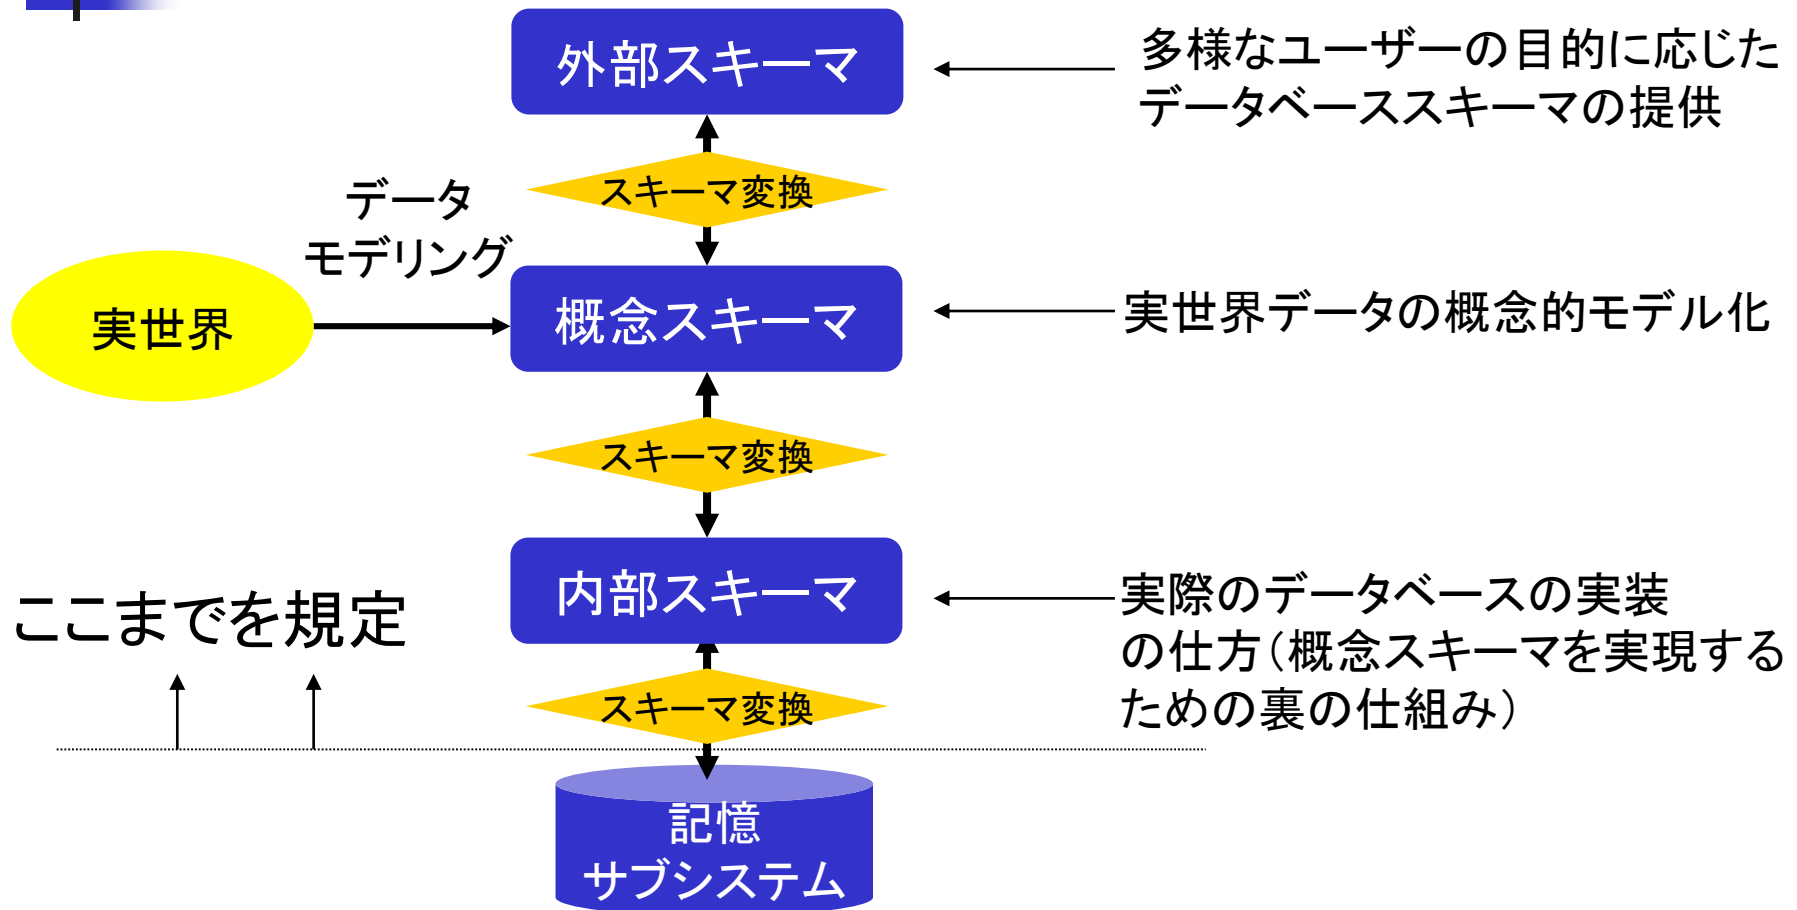 外部スキーマ
多様なユーザーの目的に応じた
データベーススキーマの提供
スキーマ変換
データ
モデリング
実世界
概念スキーマ
実世界データの概念的モデル化
スキーマ変換
内部スキーマ
実際のデータベースの実装
の仕方（概念スキーマを実現する
ための裏の仕組み）
ここまでを規定
スキーマ変換
記憶
サブシステム